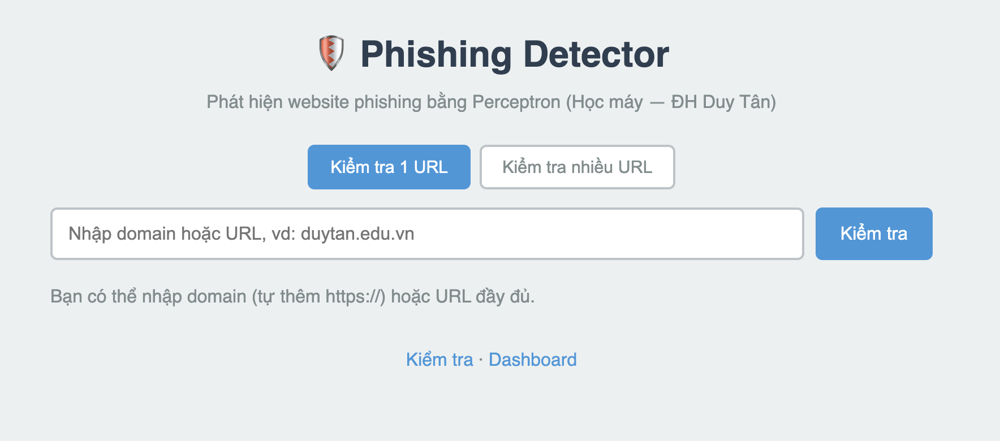 Phishing Detector
Phát hiện website phishing bằng Perceptron (Học máy — ĐH Duy Tân)
Kiểm tra 1 URL
Kiểm tra nhiều URL
Nhập domain hoặc URL, vd: duytan.edu.vn
Kiểm tra
Bạn có thể nhập domain (tự thêm https://) hoặc URL đầy đủ.
Kiểm tra · Dashboard